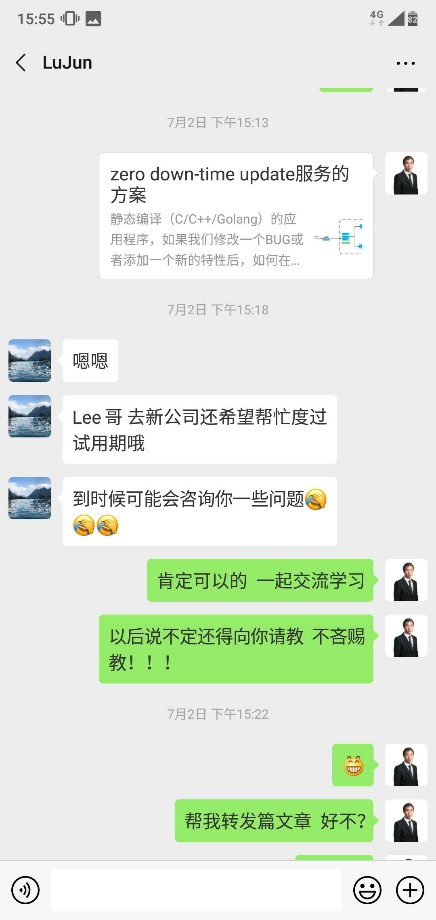 15:55
4G
82
LuJun
7月2日 下午15:13
zero down-time update服务的
方案
静态编译（C/C++/Golang）的应
用程序，如果我们修改一个BUG或
者添加一个新的特性后，如何在...
7月2日 下午15:18
嗯嗯
Lee 哥 去新公司还希望帮忙度过
试用期哦
到时候可能会咨询你一些问题🤣
🤣🤣
肯定可以的 一起交流学习
以后说不定还得向你请教 不吝赐
教！！！
7月2日 下午15:22
😁
帮我转发篇文章 好不？